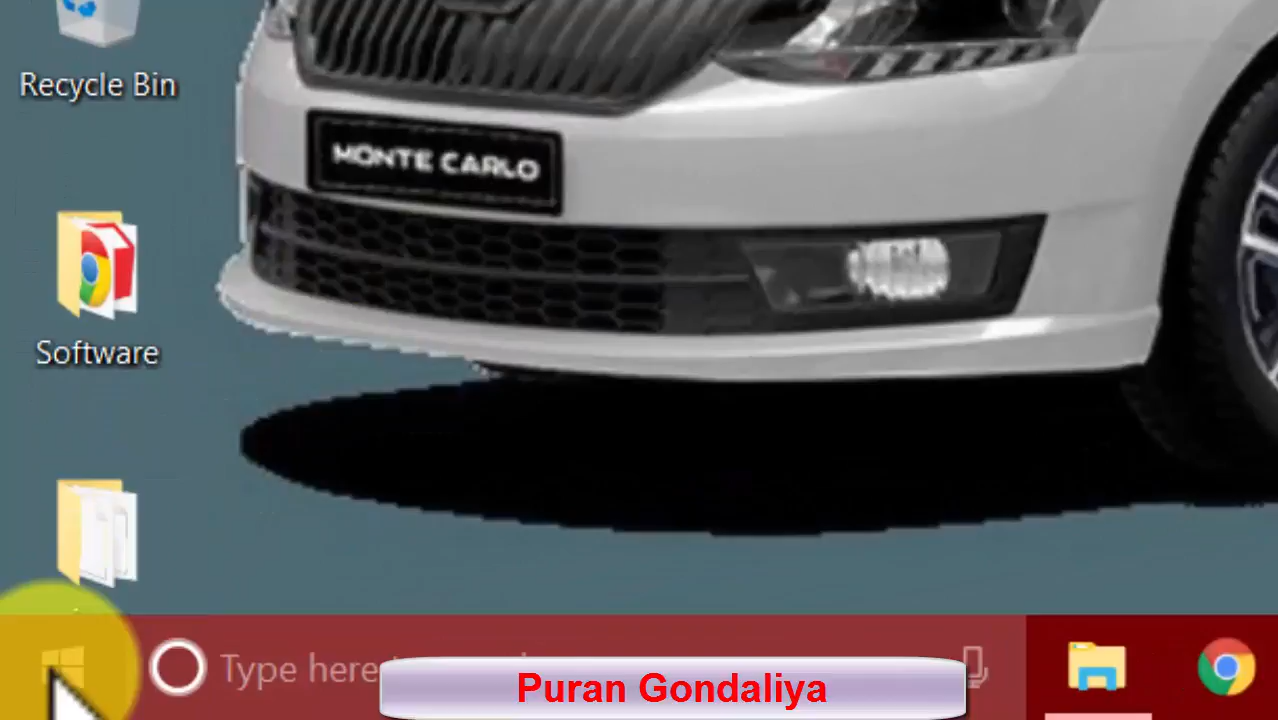 Recycle Bin
MONTE CARLO
Software
Type here
Puran Gondaliya